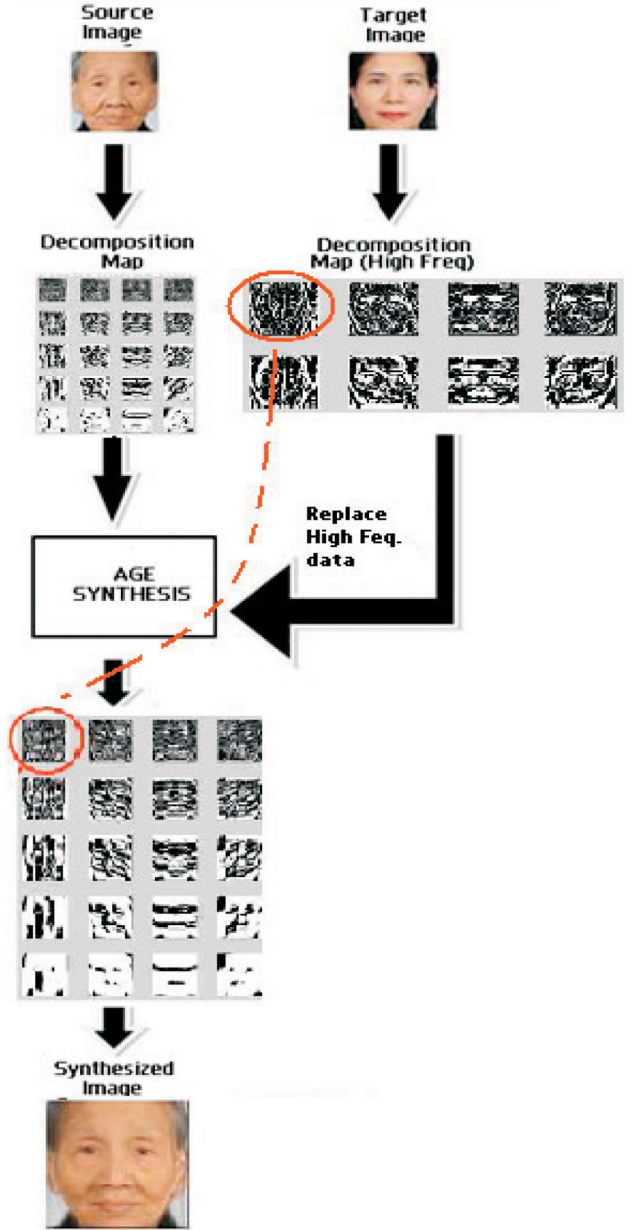 Source
Image
Target
Image
Decomposition
Map
Decomposition
Map (High Freq)
Replace
High Feq.
data
AGE
SYNTHESIS
Synthesized
Image